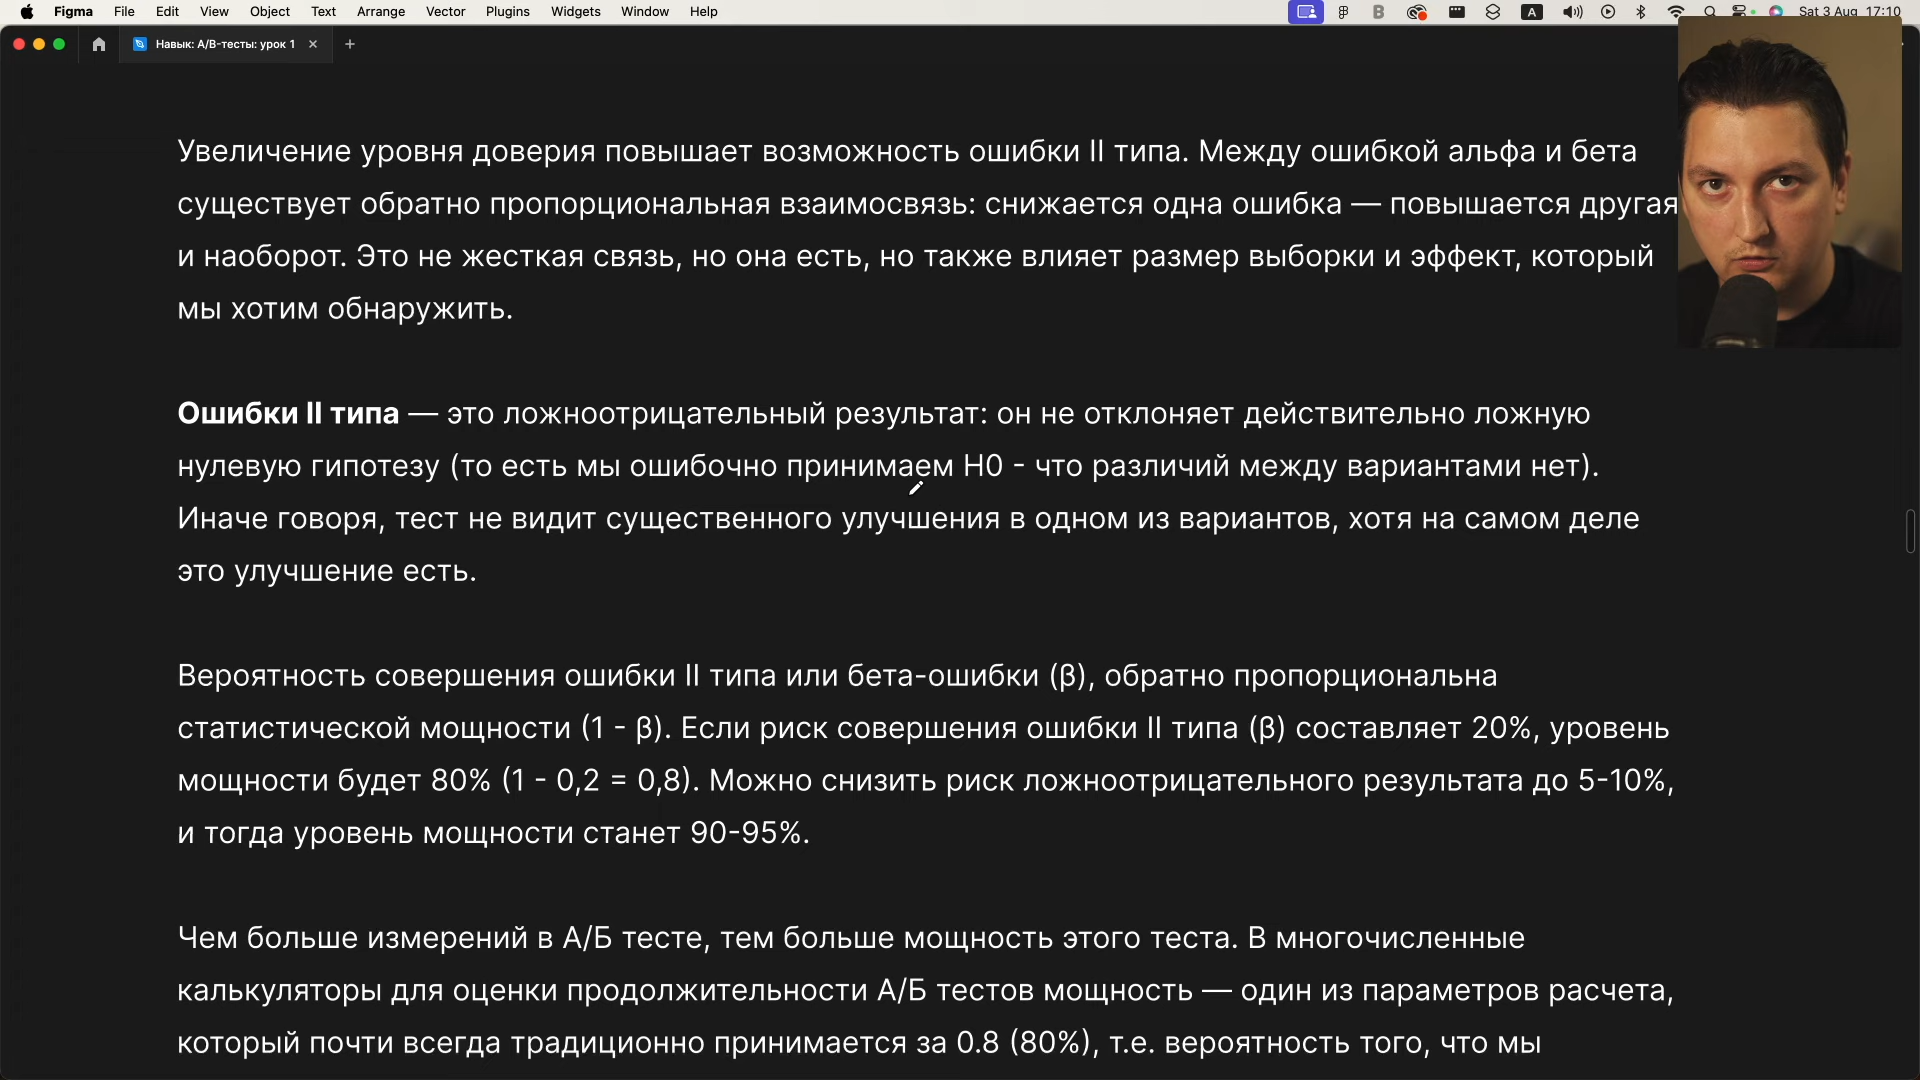 Figma File Edit View Object Text Arrange Vector Plugins Widgets Window Help
B A Sat 3 Aug 17:10
Навык: А/В-тесты: урок 1
Увеличение уровня доверия повышает возможность ошибки II типа. Между ошибкой альфа и бета
существует обратно пропорциональная взаимосвязь: снижается одна ошибка — повышается другая
и наоборот. Это не жесткая связь, но она есть, но также влияет размер выборки и эффект, который
мы хотим обнаружить.
Ошибки II типа — это ложноотрицательный результат: он не отклоняет действительно ложную
нулевую гипотезу (то есть мы ошибочно принимаем H0 - что различий между вариантами нет).
Иначе говоря, тест не видит существенного улучшения в одном из вариантов, хотя на самом деле
это улучшение есть.
Вероятность совершения ошибки II типа или бета-ошибки (β), обратно пропорциональна
статистической мощности (1 - β). Если риск совершения ошибки II типа (β) составляет 20%, уровень
мощности будет 80% (1 - 0,2 = 0,8). Можно снизить риск ложноотрицательного результата до 5-10%,
и тогда уровень мощности станет 90-95%.
Чем больше измерений в А/Б тесте, тем больше мощность этого теста. В многочисленные
калькуляторы для оценки продолжительности А/Б тестов мощность — один из параметров расчета,
который почти всегда традиционно принимается за 0.8 (80%), т.е. вероятность того, что мы